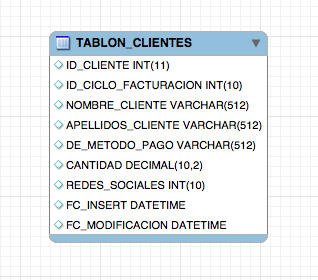 TABLON_CLIENTES
ID_CLIENTE INT(11)
ID_CICLO_FACTURACION INT(10)
NOMBRE_CLIENTE VARCHAR(512)
APELLIDOS_CLIENTE VARCHAR(512)
DE_METODO_PAGO VARCHAR(512)
CANTIDAD DECIMAL(10,2)
REDES_SOCIALES INT(10)
FC_INSERT DATETIME
FC_MODIFICACION DATETIME